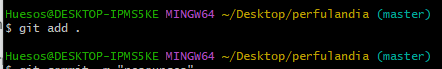 Huesos@DESKTOP-IPMS5KE MINGW64 ~/Desktop/perfulandia (master)
$ git add .
Huesos@DESKTOP-IPMS5KE MINGW64 ~/Desktop/perfulandia (master)